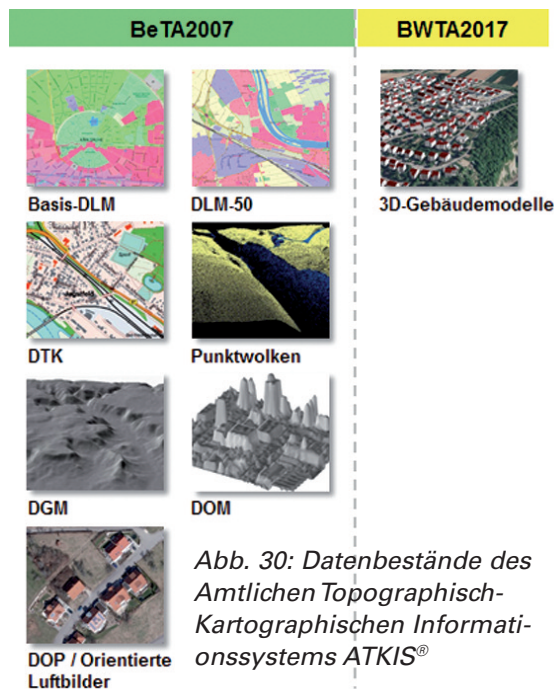 BeTA2007
BWTA2017
Basis-DLM
DLM-50
3D-Gebäudemodelle
DTK
Punktwolken
DGM
DOM
DOP / Orientierte
Luftbilder
Abb. 30: Datenbestände des
Amtlichen Topographisch-
Kartographischen Informati-
onssystems ATKIS®